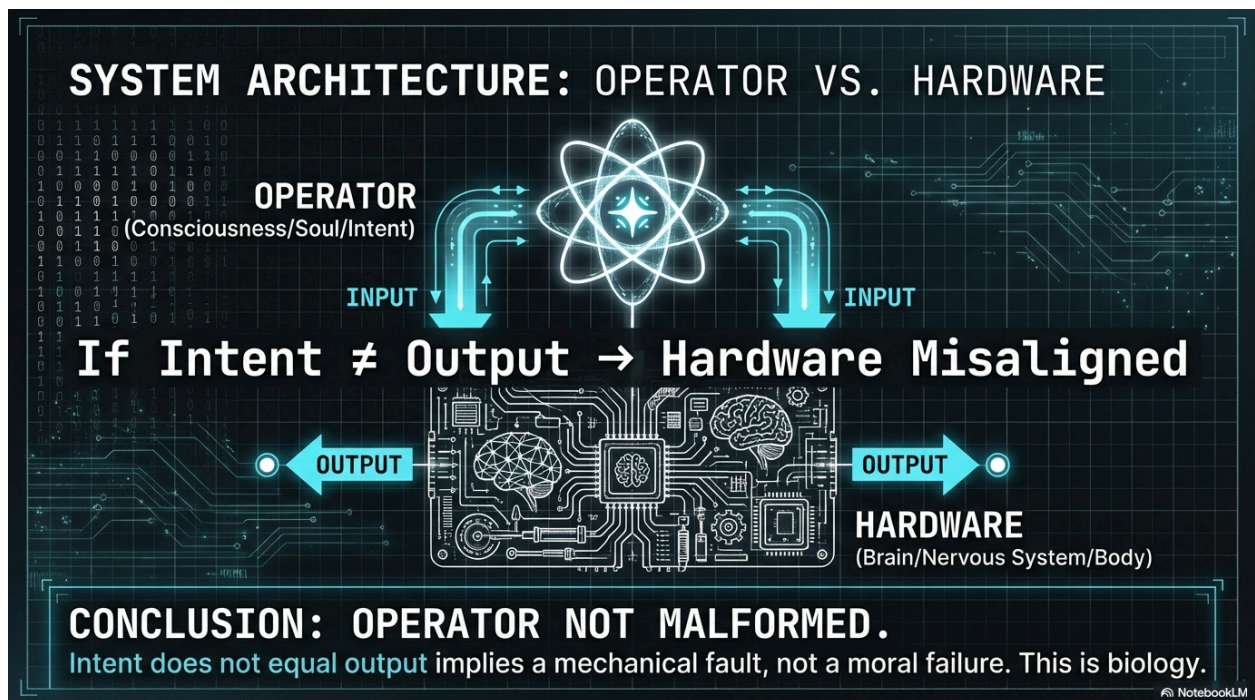 SYSTEM ARCHITECTURE: OPERATOR VS. HARDWARE
OPERATOR
(Consciousness/Soul/Intent)
INPUT
INPUT
If Intent ≠ Output → Hardware Misaligned
OUTPUT
OUTPUT
HARDWARE
(Brain/Nervous System/Body)
CONCLUSION: OPERATOR NOT MALFORMED.
Intent does not equal output implies a mechanical fault, not a moral failure. This is biology.
NotebookLM